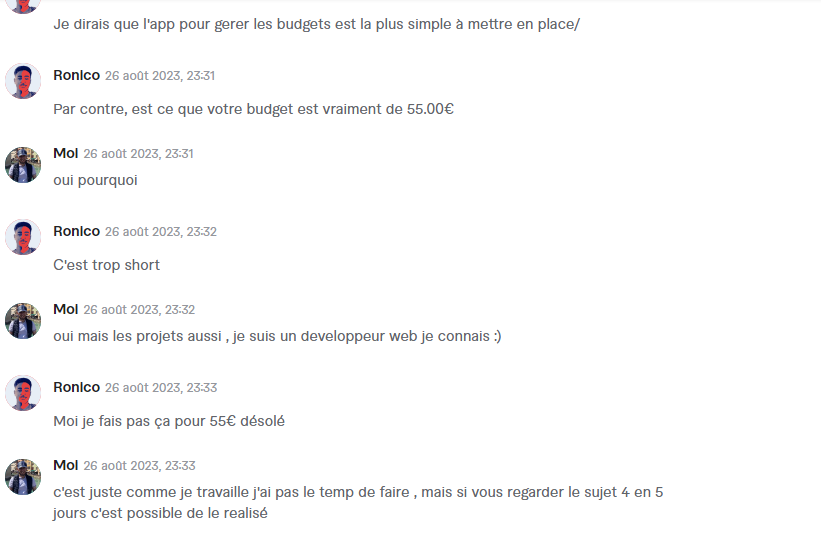 Je dirais que l'app pour gerer les budgets est la plus simple à mettre en place/
Ronico 26 août 2023, 23:31
Par contre, est ce que votre budget est vraiment de 55.00€
Moi 26 août 2023, 23:31
oui pourquoi
Ronico 26 août 2023, 23:32
C'est trop short
Moi 26 août 2023, 23:32
oui mais les projets aussi , je suis un developpeur web je connais :)
Ronico 26 août 2023, 23:33
Moi je fais pas ça pour 55€ désolé
Moi 26 août 2023, 23:33
c'est juste comme je travaille j'ai pas le temp de faire , mais si vous regarder le sujet 4 en 5
jours c'est possible de le realisé